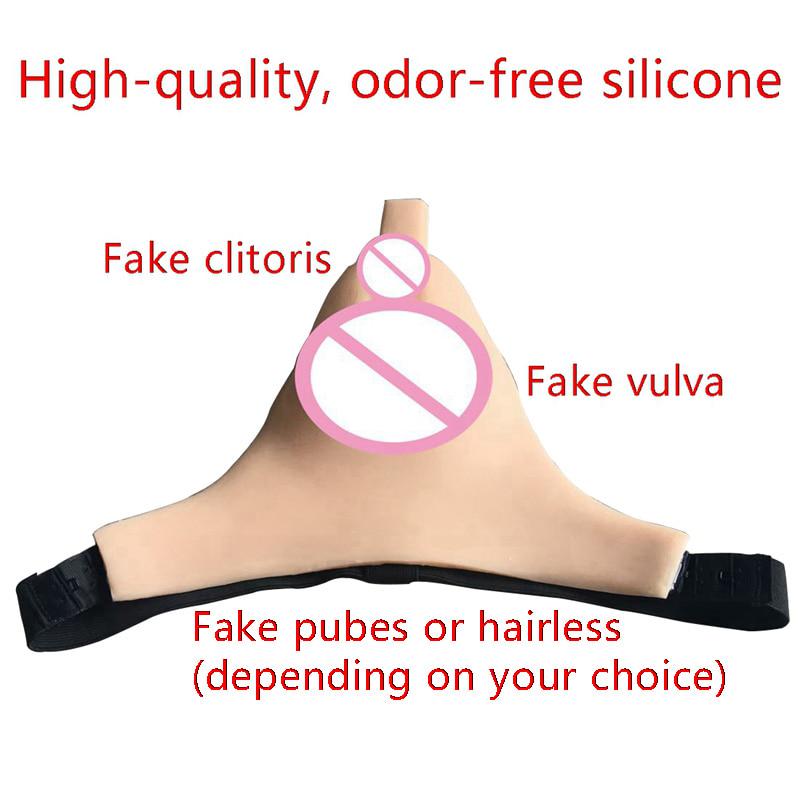 High-quality, odor-free silicone
Fake clitoris
Fake vulva
Fake pubes or hairless
(depending on your choice)